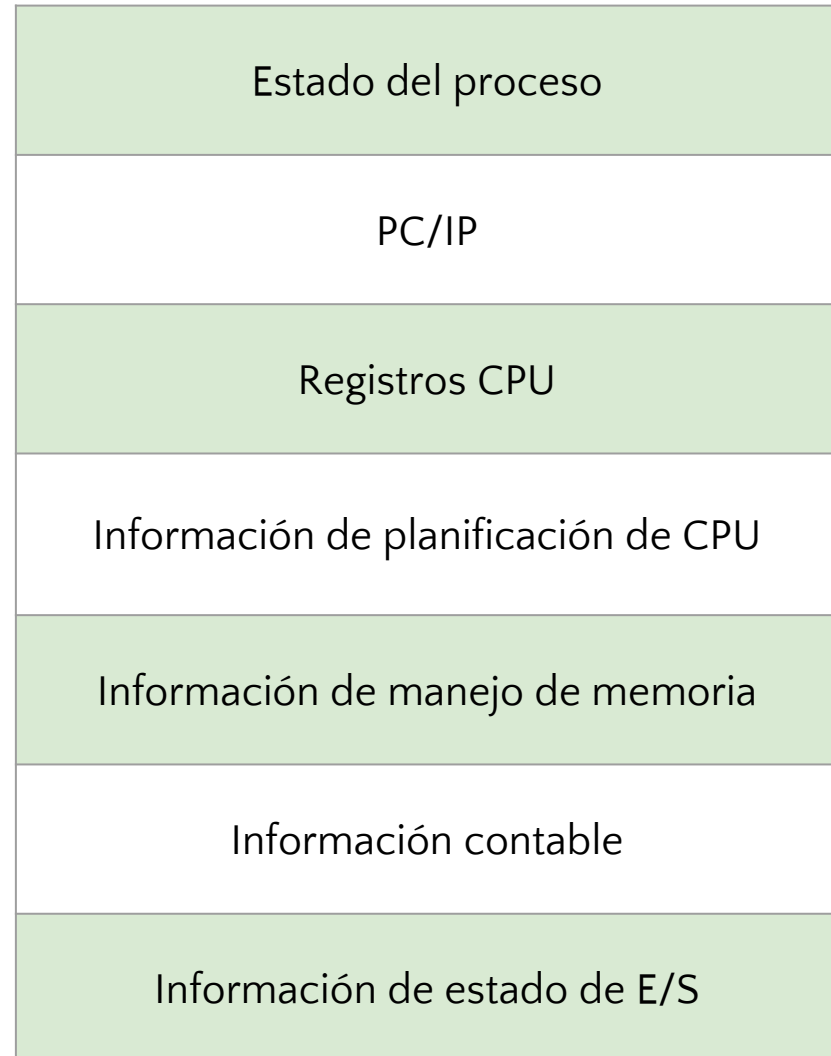 Estado del proceso
PC/IP
Registros CPU
Información de planificación de CPU
Información de manejo de memoria
Información contable
Información de estado de E/S